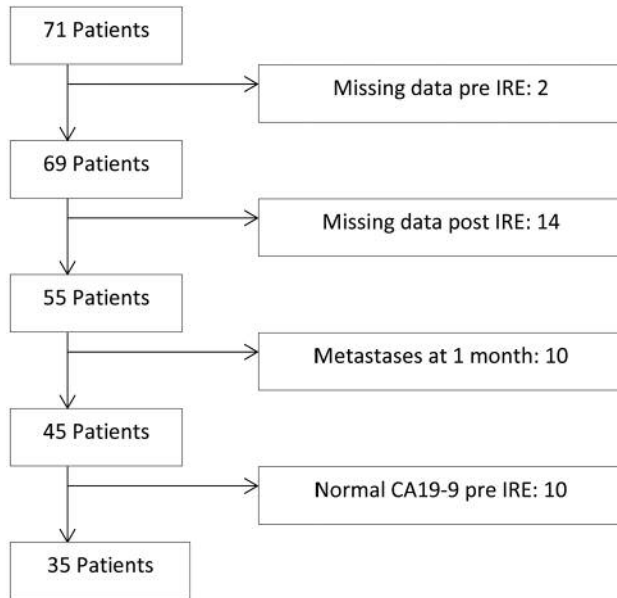 71 Patients
Missing data pre IRE: 2
69 Patients
Missing data post IRE: 14
55 Patients
Metastases at 1 month: 10
45 Patients
Normal CA19-9 pre IRE: 10
35 Patients